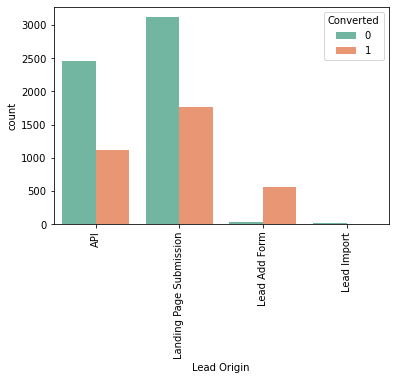 Converted
0
1
3000
2500
2000
1500
1000
500
0
count
API
Landing Page Submission
Lead Add Form
Lead Import
Lead Origin